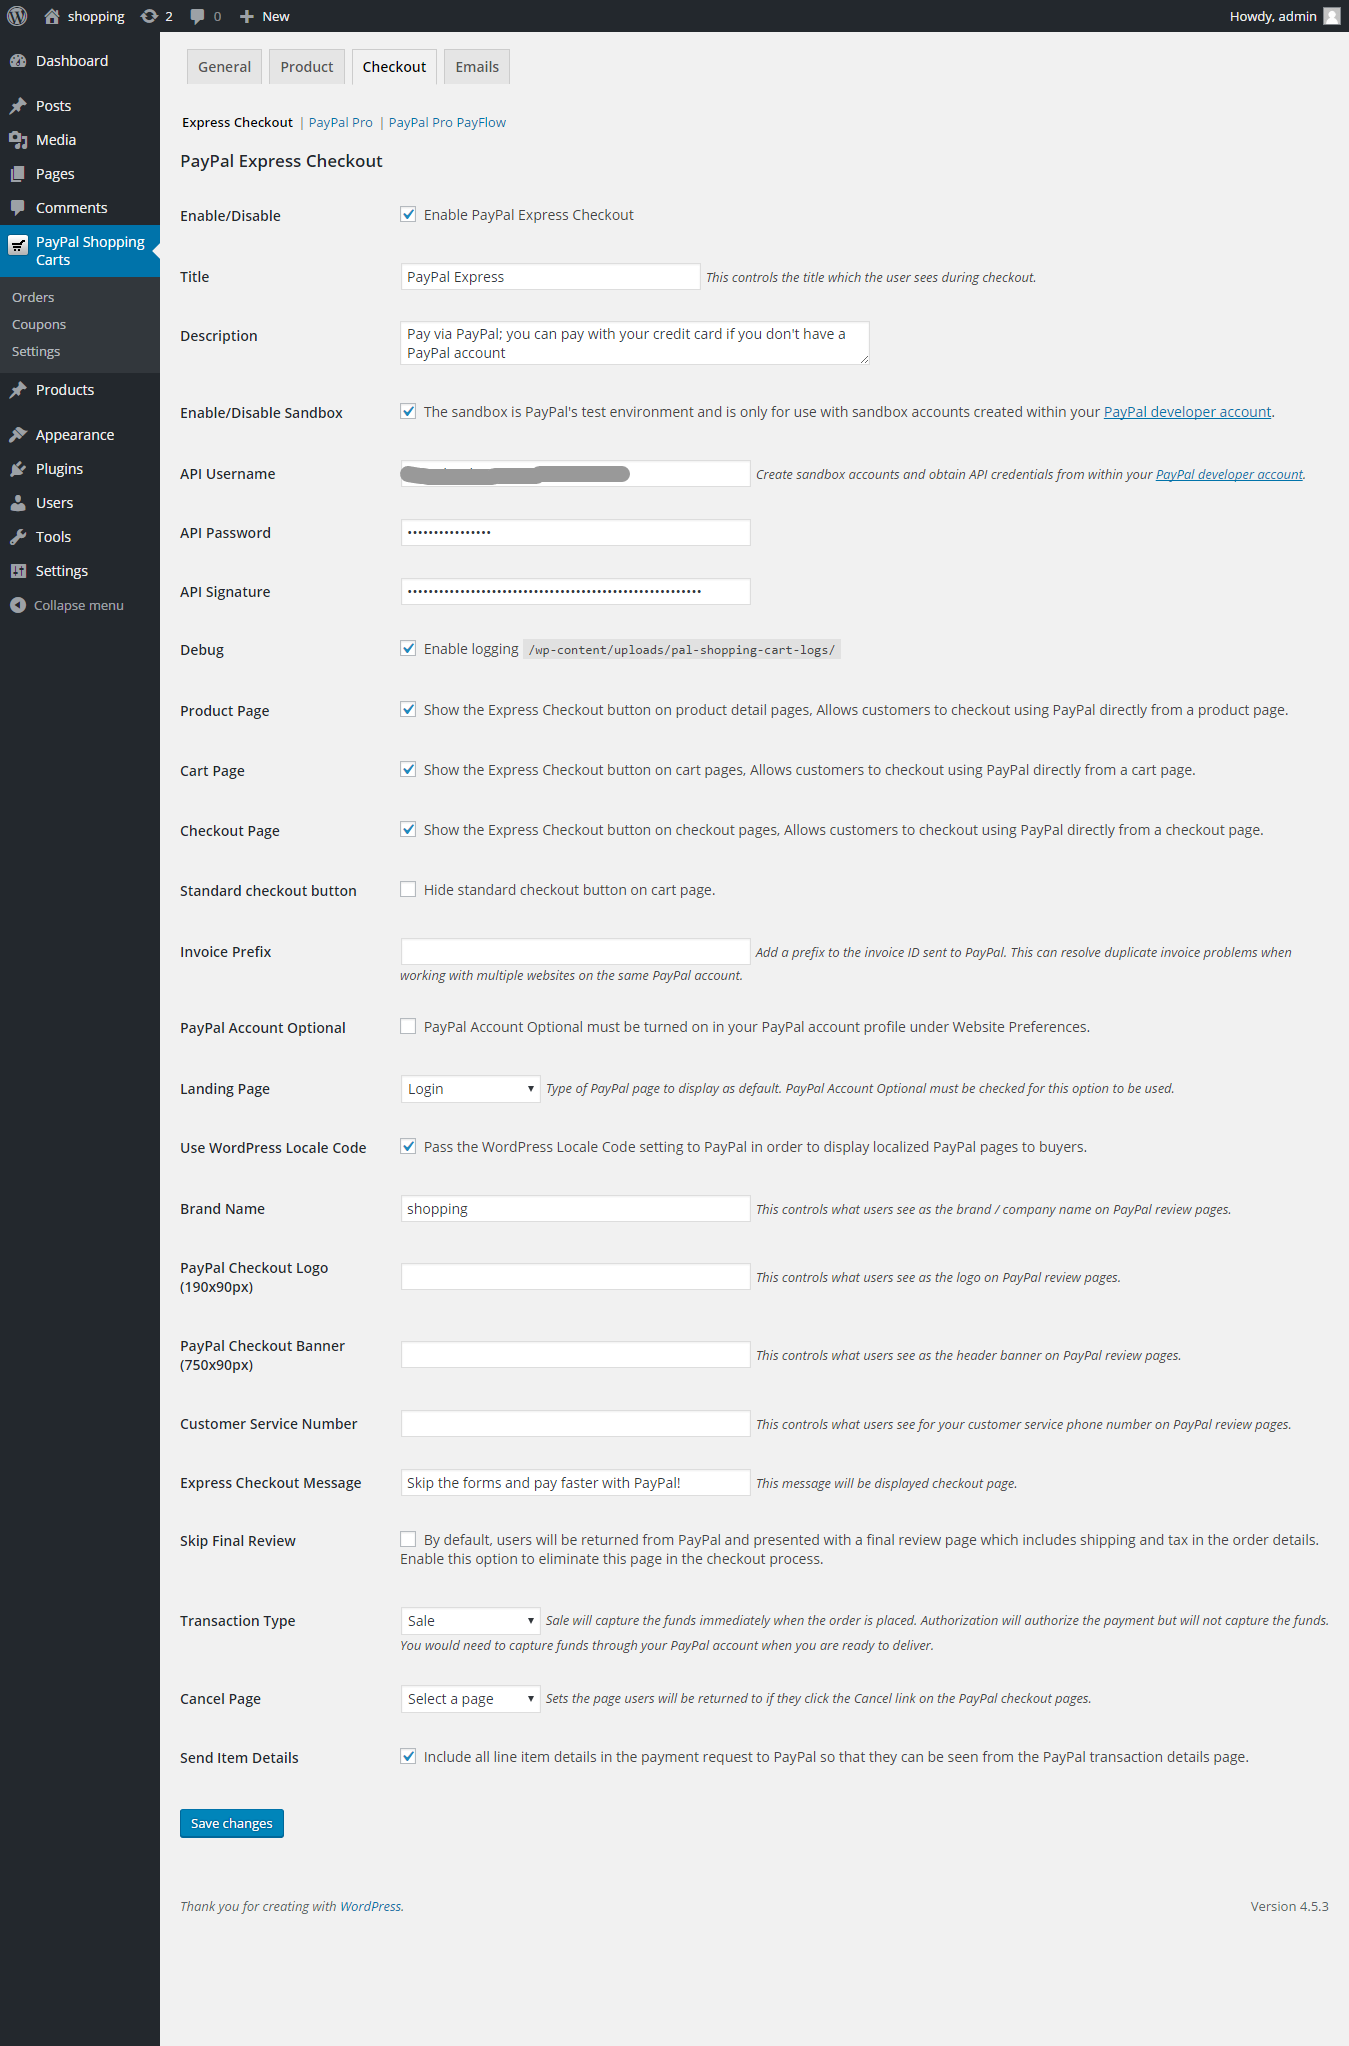 shopping 2 0 New Howdy, admin
Dashboard
Posts
Media
Pages
Comments
PayPal Shopping
Carts
Orders
Coupons
Settings
Products
Appearance
Plugins
Users
Tools
Settings
Collapse menu
General Product Checkout Emails
Express Checkout | PayPal Pro | PayPal Pro PayFlow
PayPal Express Checkout
Enable/Disable Enable PayPal Express Checkout
Title PayPal Express This controls the title which the user sees during checkout.
Description Pay via PayPal; you can pay with your credit card if you don't have a
PayPal account
Enable/Disable Sandbox The sandbox is PayPal's test environment and is only for use with sandbox accounts created within your PayPal developer account.
API Username Create sandbox accounts and obtain API credentials from within your PayPal developer account.
API Password
API Signature
Debug Enable logging /wp-content/uploads/pal-shopping-cart-logs/
Product Page Show the Express Checkout button on product detail pages, Allows customers to checkout using PayPal directly from a product page.
Cart Page Show the Express Checkout button on cart pages, Allows customers to checkout using PayPal directly from a cart page.
Checkout Page Show the Express Checkout button on checkout pages, Allows customers to checkout using PayPal directly from a checkout page.
Standard checkout button Hide standard checkout button on cart page.
Invoice Prefix Add a prefix to the invoice ID sent to PayPal. This can resolve duplicate invoice problems when
working with multiple websites on the same PayPal account.
PayPal Account Optional PayPal Account Optional must be turned on in your PayPal account profile under Website Preferences.
Landing Page Login Type of PayPal page to display as default. PayPal Account Optional must be checked for this option to be used.
Use WordPress Locale Code Pass the WordPress Locale Code setting to PayPal in order to display localized PayPal pages to buyers.
Brand Name shopping This controls what users see as the brand / company name on PayPal review pages.
PayPal Checkout Logo
(190x90px) This controls what users see as the logo on PayPal review pages.
PayPal Checkout Banner
(750x90px) This controls what users see as the header banner on PayPal review pages.
Customer Service Number This controls what users see for your customer service phone number on PayPal review pages.
Express Checkout Message Skip the forms and pay faster with PayPal! This message will be displayed checkout page.
Skip Final Review By default, users will be returned from PayPal and presented with a final review page which includes shipping and tax in the order details.
Enable this option to eliminate this page in the checkout process.
Transaction Type Sale Sale will capture the funds immediately when the order is placed. Authorization will authorize the payment but will not capture the funds.
You would need to capture funds through your PayPal account when you are ready to deliver.
Cancel Page Select a page Sets the page users will be returned to if they click the Cancel link on the PayPal checkout pages.
Send Item Details Include all line item details in the payment request to PayPal so that they can be seen from the PayPal transaction details page.
Save changes
Thank you for creating with WordPress. Version 4.5.3